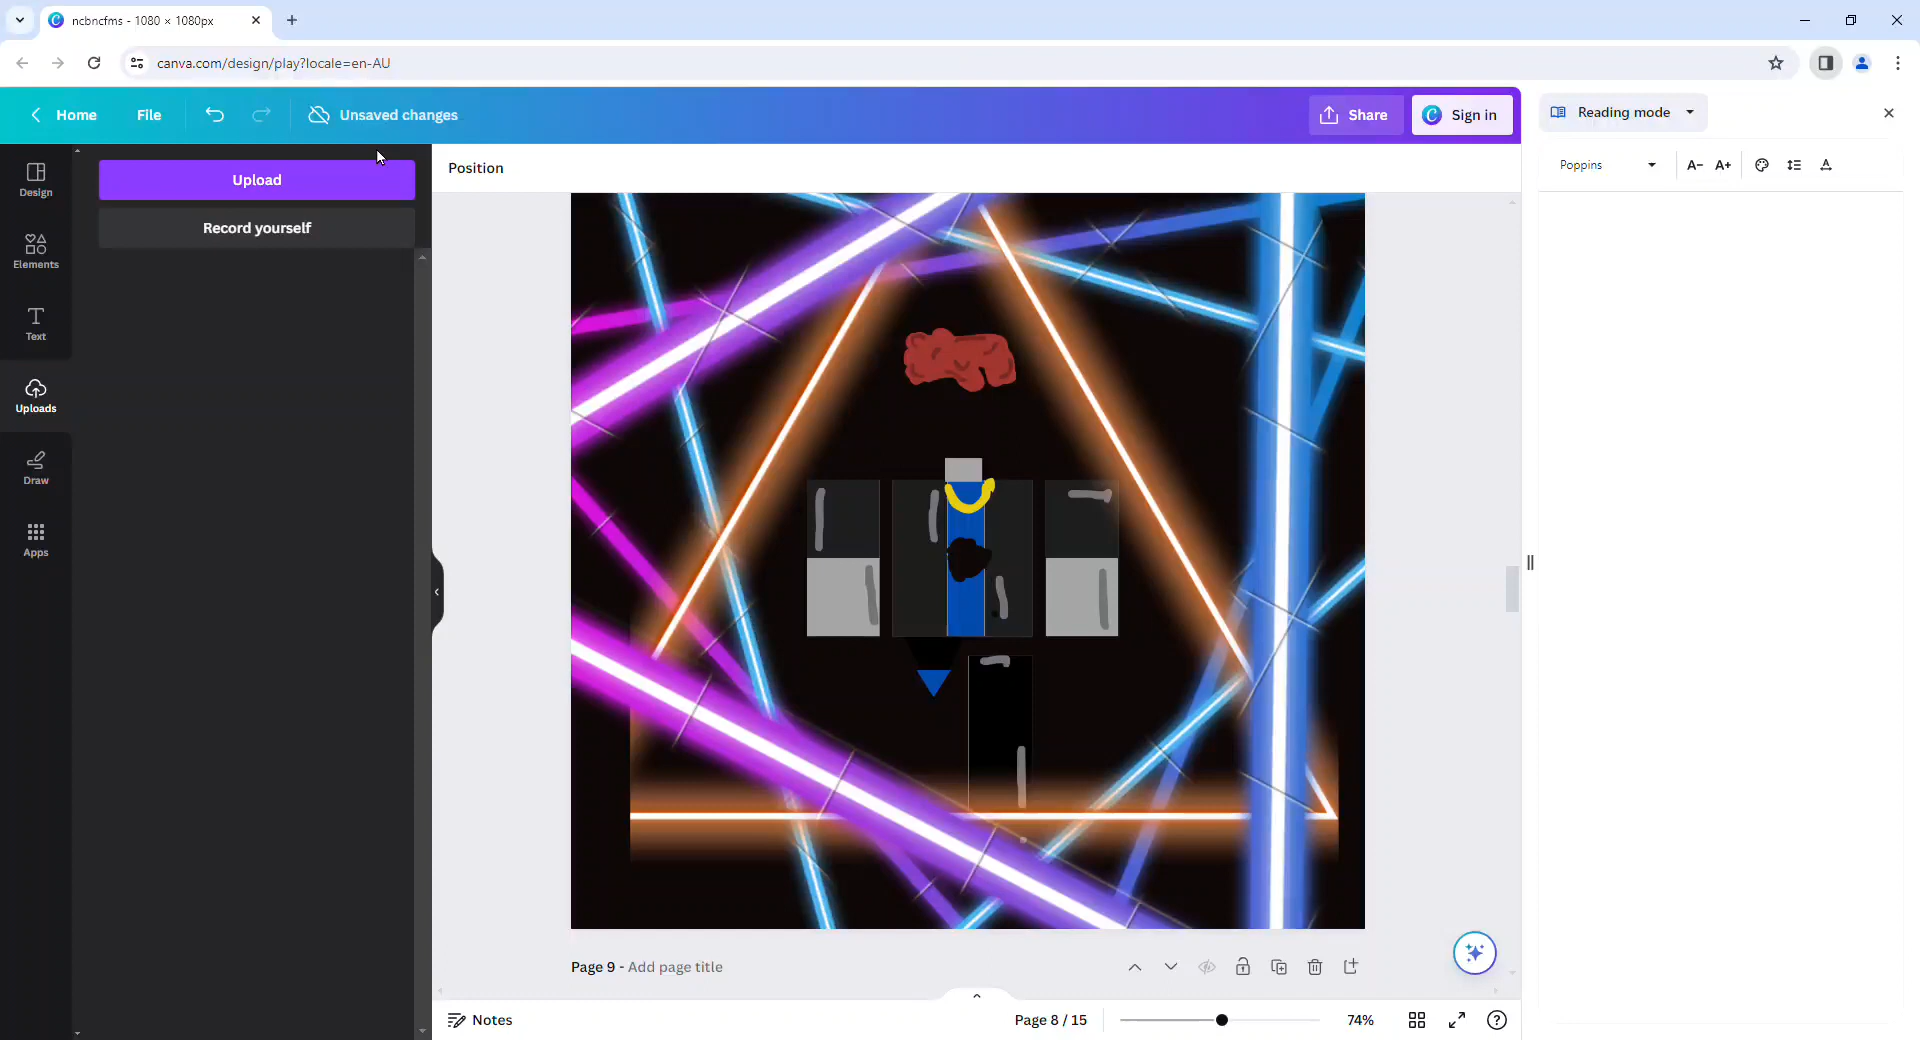 ncbncfms - 1080 × 1080px
canva.com/design/play?locale=en-AU
Home
File
Unsaved changes
Share
Sign in
Reading mode
Design
Elements
Text
Uploads
Draw
Apps
Upload
Record yourself
Position
Poppins
A-
A+
Page 9 - Add page title
Notes
Page 8 / 15
74%